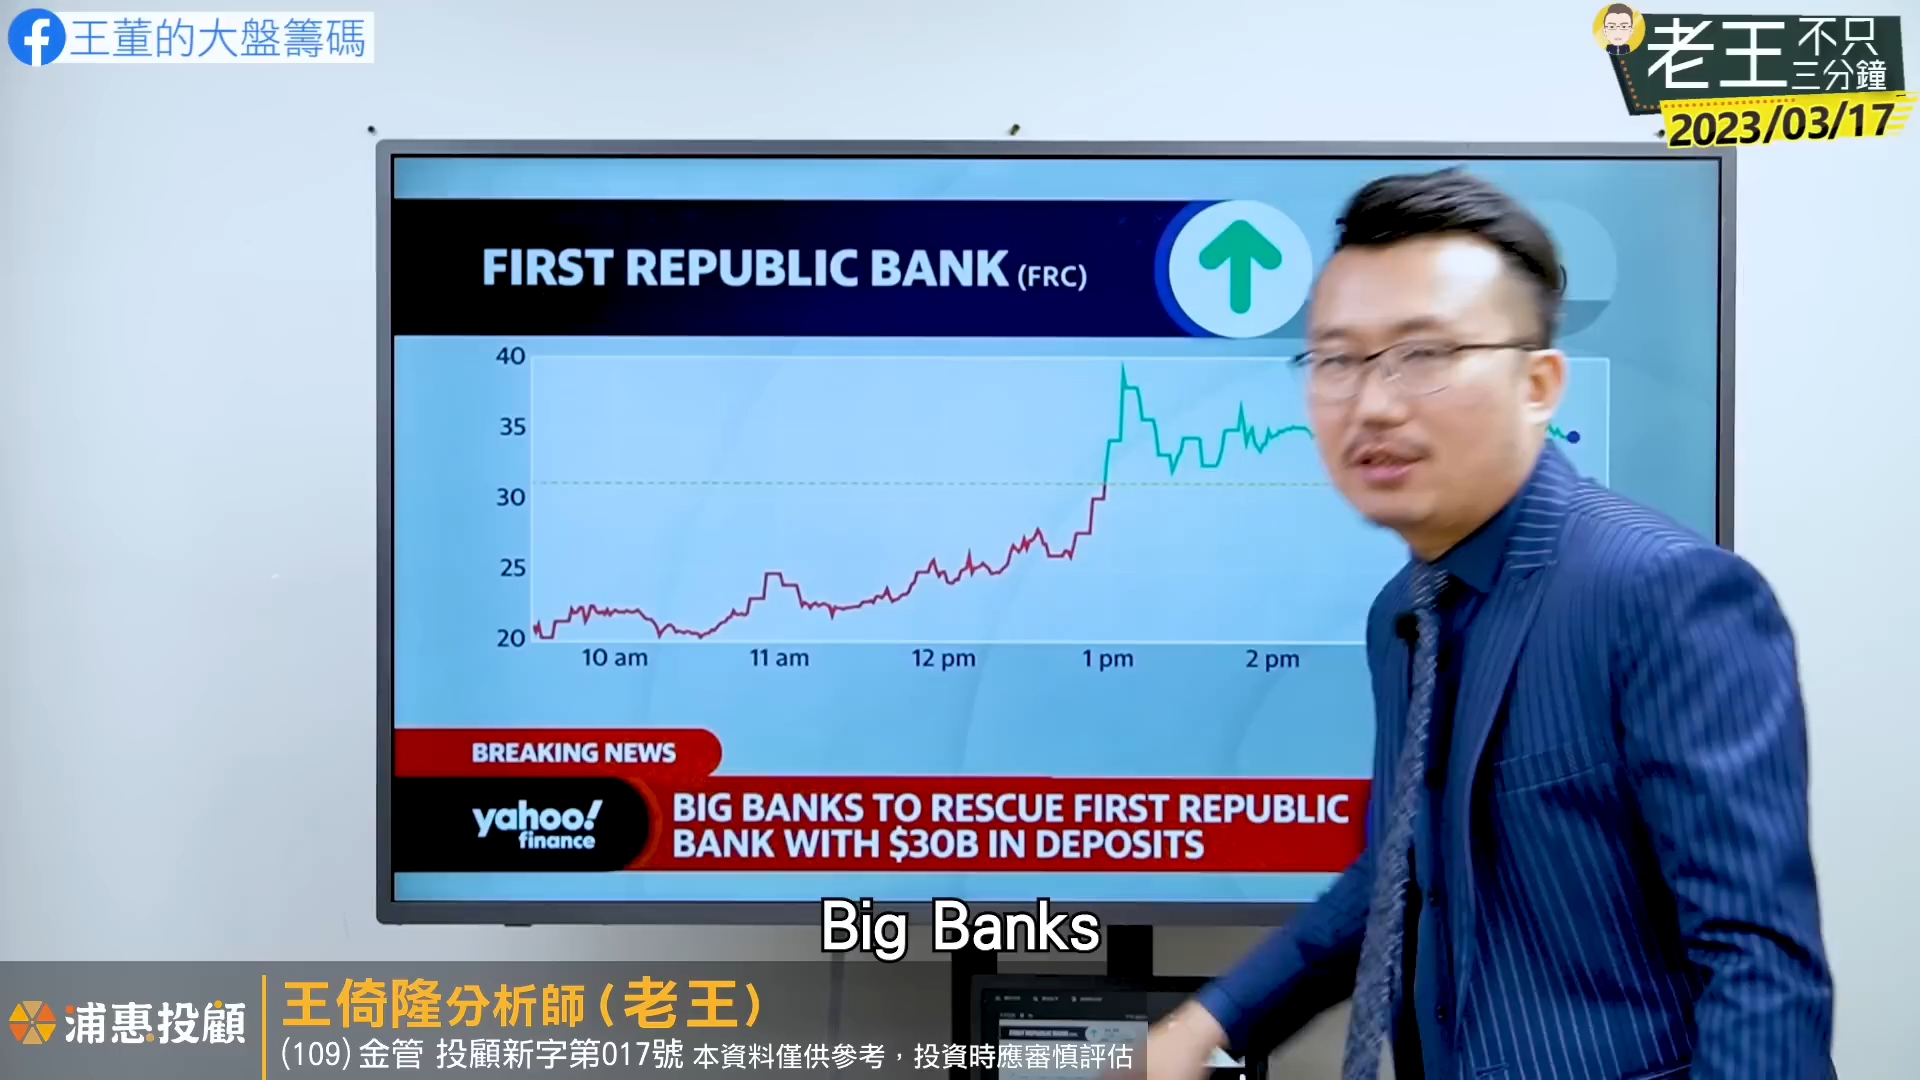 王董的大盤籌碼
老王不只三分鐘
2023/03/17
FIRST REPUBLIC BANK (FRC)
40
35
30
25
20
10 am 11 am 12 pm 1 pm 2 pm
BREAKING NEWS
yahoo!
finance
BIG BANKS TO RESCUE FIRST REPUBLIC
BANK WITH $30B IN DEPOSITS
Big Banks
浦惠投顧
王倚隆分析師(老王)
(109)金管 投顧新字第017號 本資料僅供參考,投資時應審慎評估